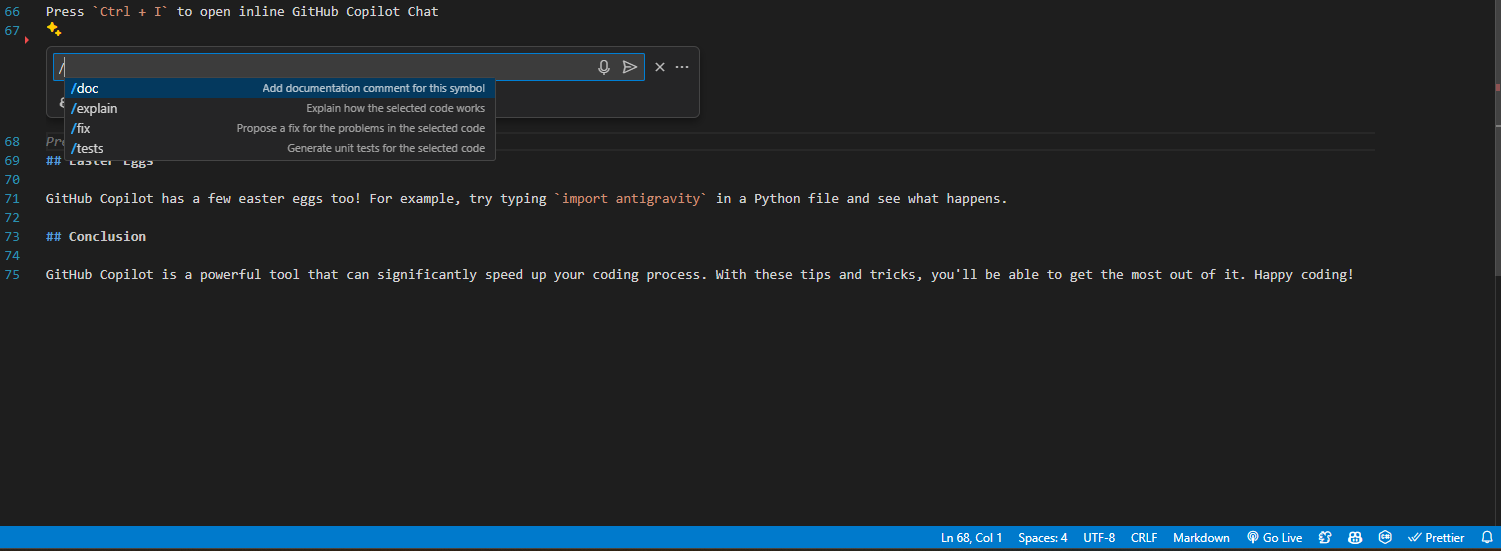 66 Press `Ctrl + I` to open inline GitHub Copilot Chat
67
/
/doc Add documentation comment for this symbol
/explain Explain how the selected code works
/fix Propose a fix for the problems in the selected code
/tests Generate unit tests for the selected code
68
69 ## Easter Eggs
70
71 GitHub Copilot has a few easter eggs too! For example, try typing `import antigravity` in a Python file and see what happens.
72
73 ## Conclusion
74
75 GitHub Copilot is a powerful tool that can significantly speed up your coding process. With these tips and tricks, you'll be able to get the most out of it. Happy coding!
Ln 68, Col 1 Spaces: 4 UTF-8 CRLF Markdown Go Live Prettier